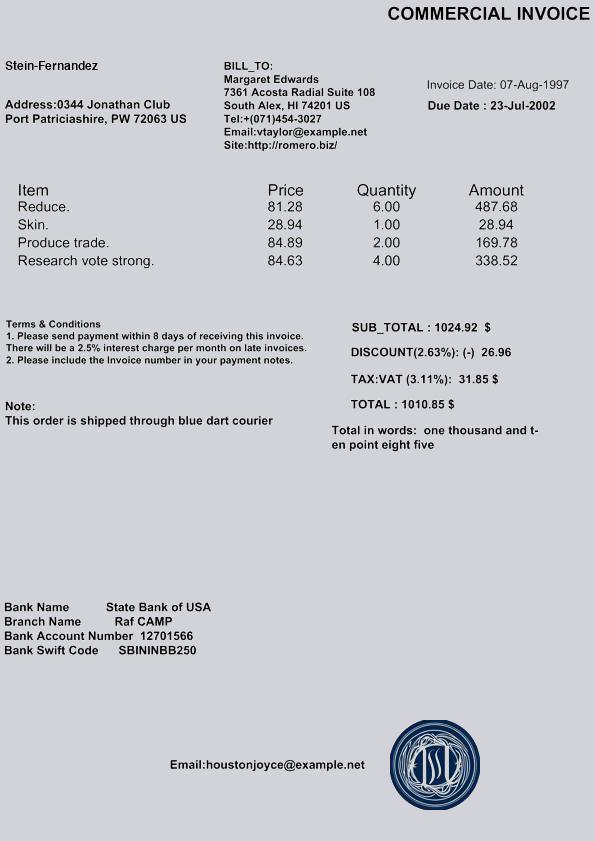 COMMERCIAL INVOICE
Stein-Fernandez
Address:0344 Jonathan Club
Port Patriciashire, PW 72063 US
BILL_TO:
Margaret Edwards
7361 Acosta Radial Suite 108
South Alex, HI 74201 US
Tel:+(071)454-3027
Email:vtaylor@example.net
Site:http://romero.biz/
Invoice Date: 07-Aug-1997
Due Date : 23-Jul-2002
Item Price Quantity Amount
Reduce. 81.28 6.00 487.68
Skin. 28.94 1.00 28.94
Produce trade. 84.89 2.00 169.78
Research vote strong. 84.63 4.00 338.52
Terms & Conditions
1. Please send payment within 8 days of receiving this invoice.
There will be a 2.5% interest charge per month on late invoices.
2. Please include the Invoice number in your payment notes.
SUB_TOTAL : 1024.92 $
DISCOUNT(2.63%): (-) 26.96
TAX:VAT (3.11%): 31.85 $
TOTAL : 1010.85 $
Note:
This order is shipped through blue dart courier
Total in words: one thousand and t-
en point eight five
Bank Name State Bank of USA
Branch Name Raf CAMP
Bank Account Number 12701566
Bank Swift Code SBININBB250
Email:houstonjoyce@example.net